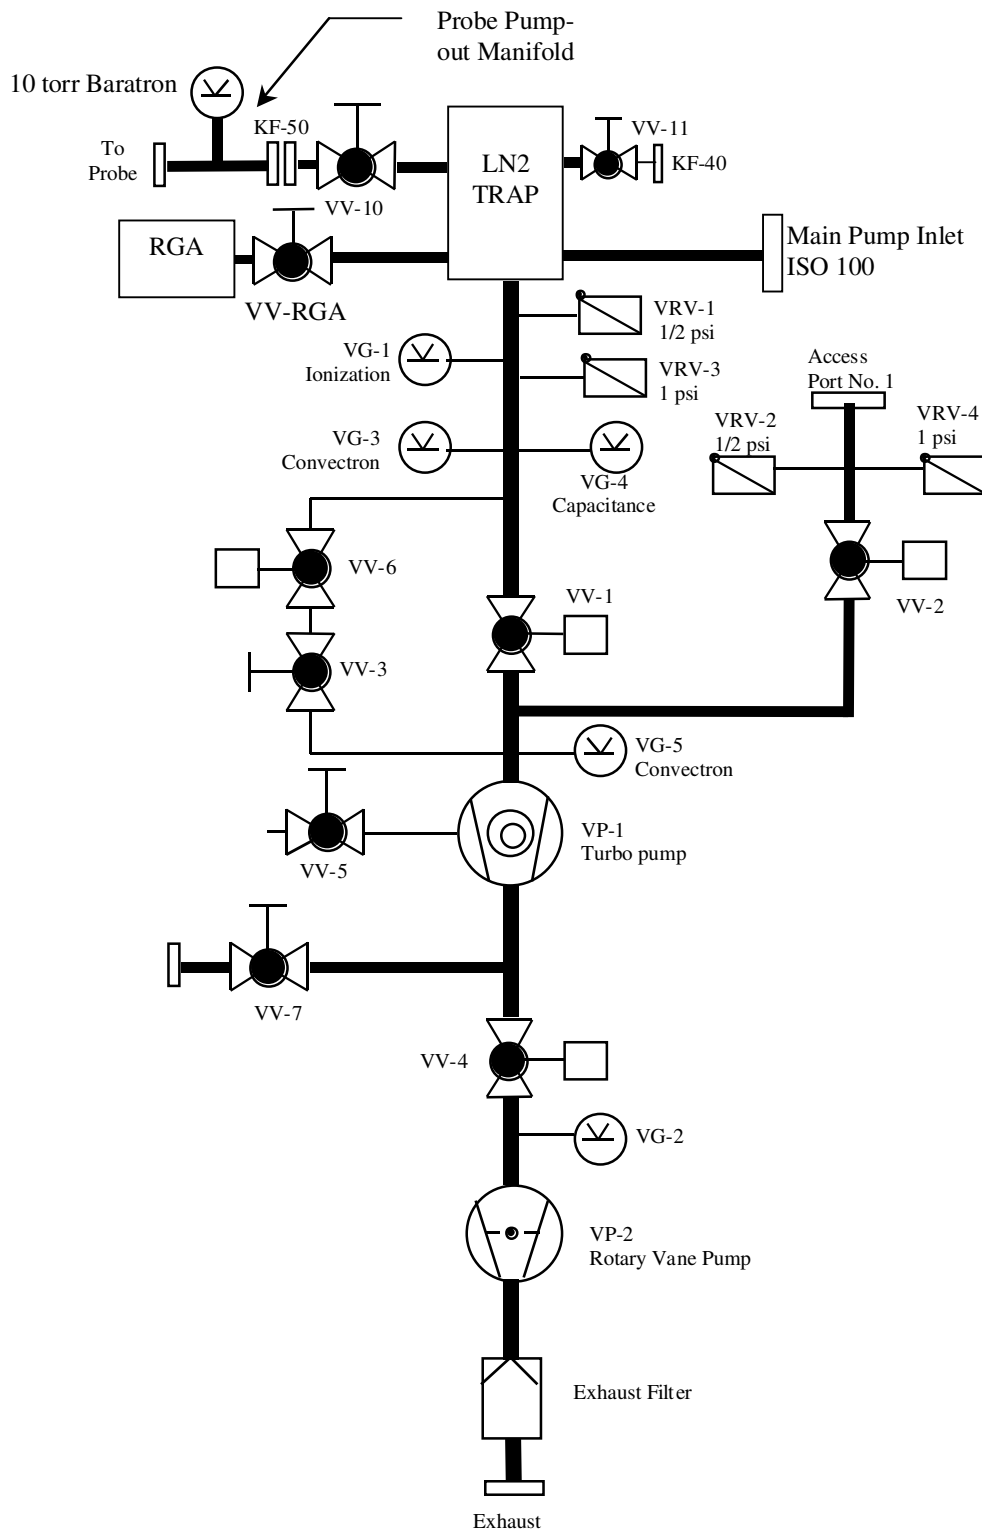 Probe Pump-
out Manifold
10 torr Baratron
KF-50
To
Probe
VV-10
LN2
TRAP
VV-11
KF-40
RGA
VV-RGA
Main Pump Inlet
ISO 100
VRV-1
1/2 psi
VG-1
Ionization
VRV-3
1 psi
Access
Port No. 1
VRV-2
1/2 psi
VRV-4
1 psi
VG-3
Convectron
VG-4
Capacitance
VV-6
VV-1
VV-2
VV-3
VG-5
Convectron
VP-1
Turbo pump
VV-5
VV-7
VV-4
VG-2
VP-2
Rotary Vane Pump
Exhaust Filter
Exhaust